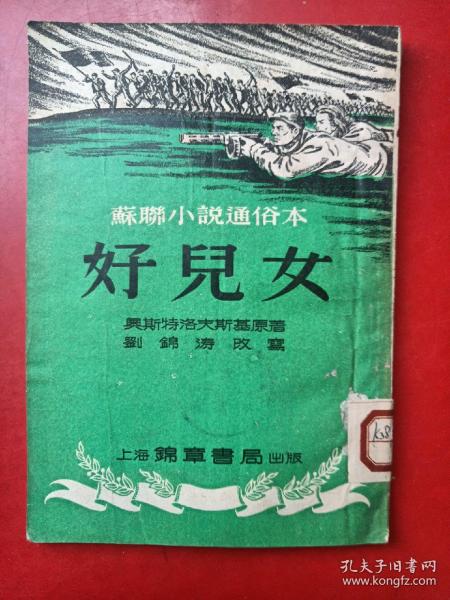 蘇聯小説通俗本
好兒女
奧斯特洛夫斯基原著
劉錦濤改寫
K38
上海錦章書局出版
孔夫子旧书网
www.kongfz.com